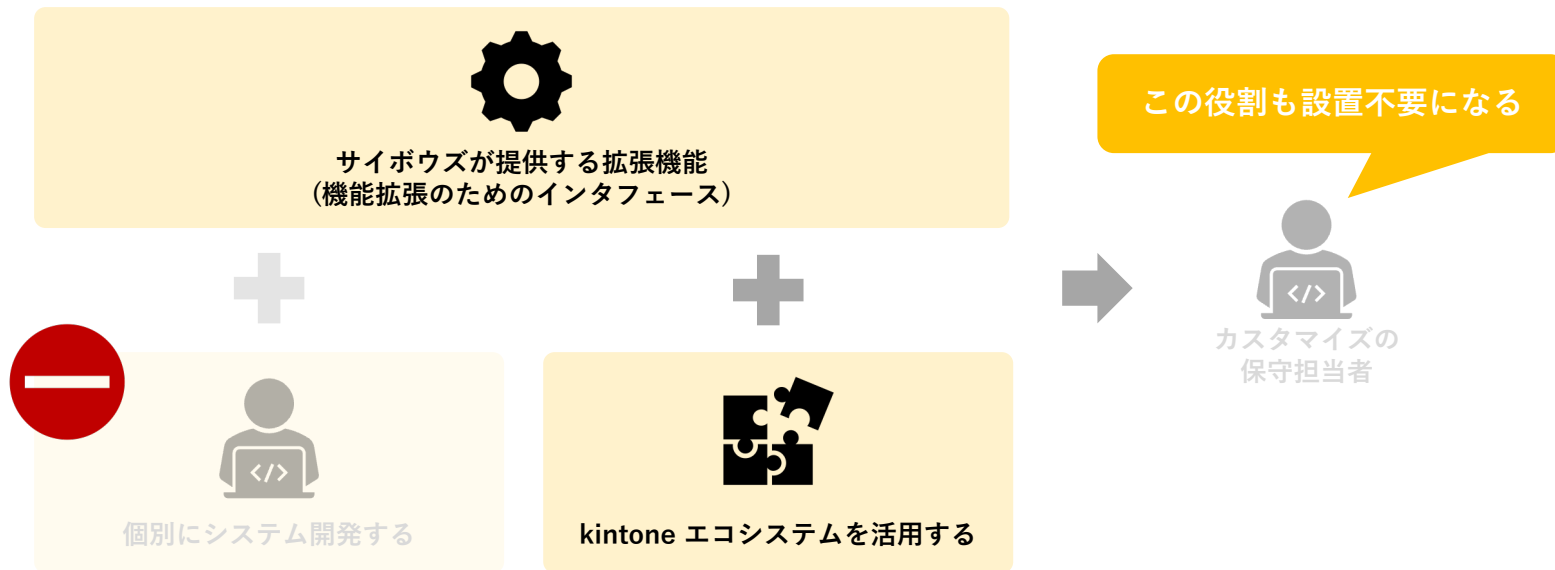 サイボウズが提供する拡張機能
(機能拡張のためのインタフェース)
この役割も設置不要になる
</>
カスタマイズの
保守担当者
</>
個別にシステム開発する
kintone エコシステムを活用する